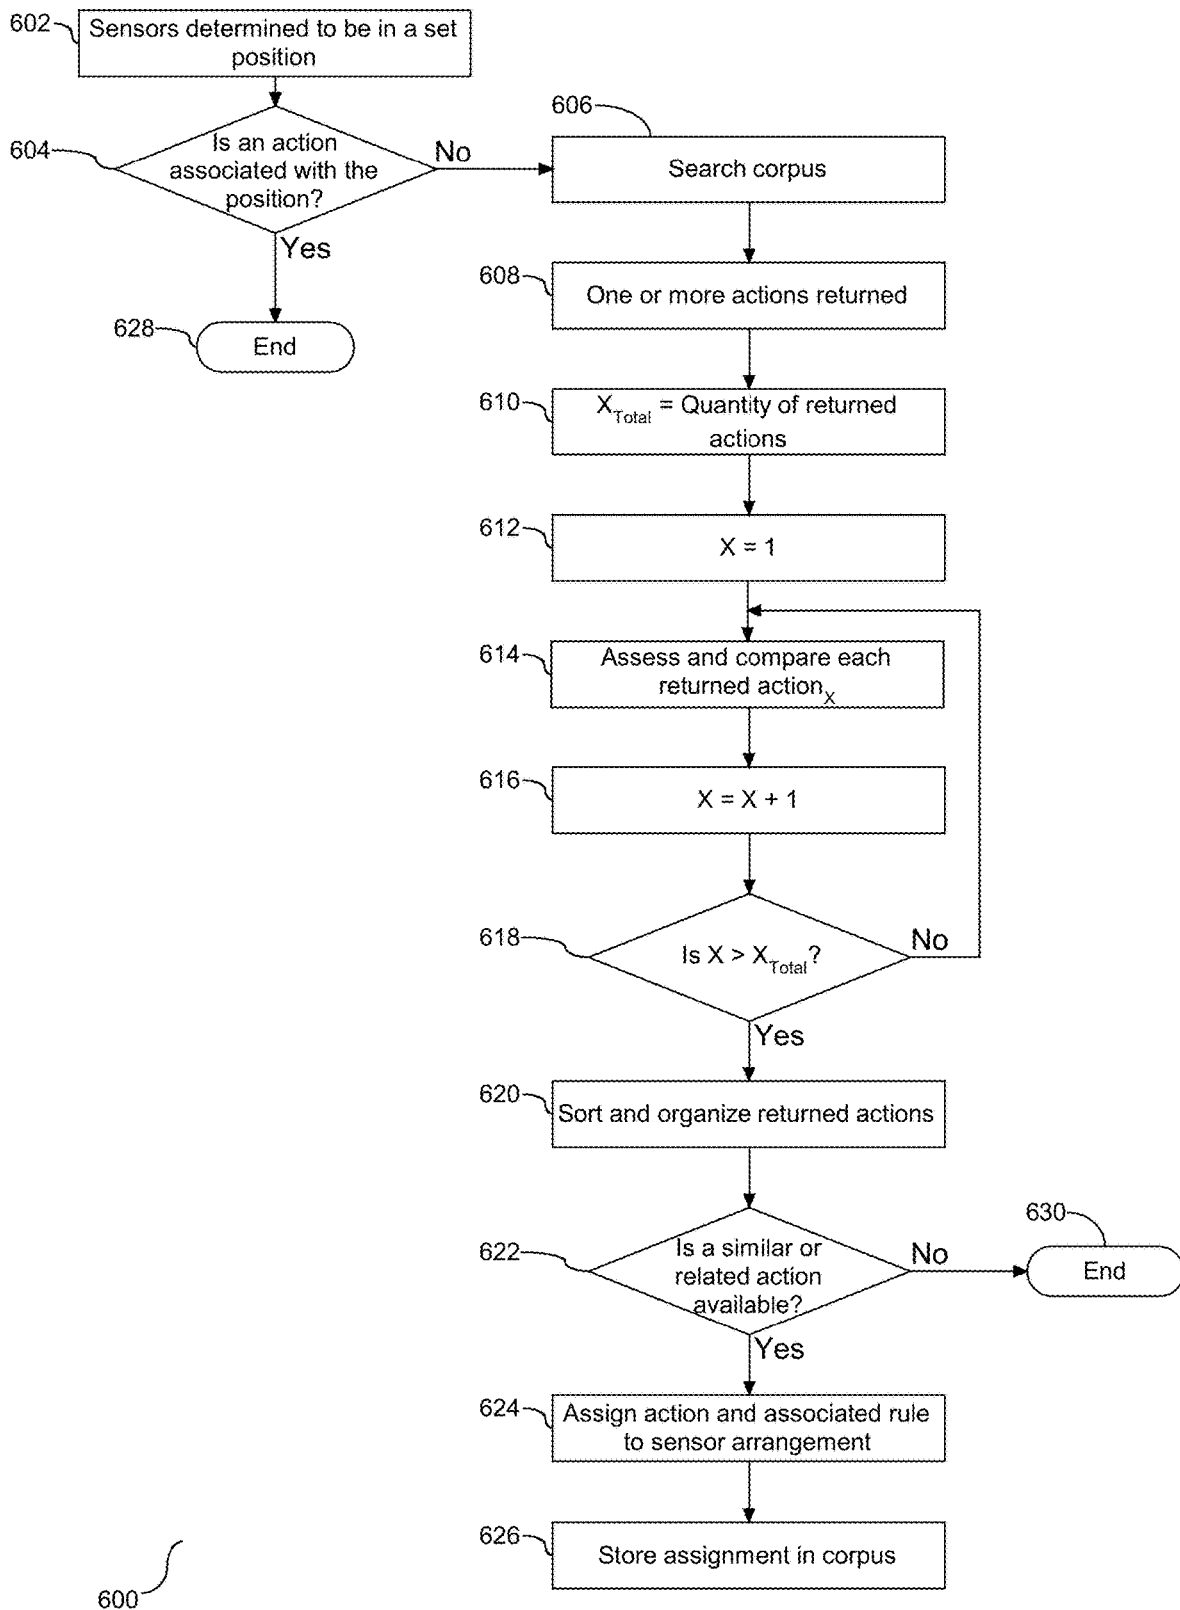 602
Sensors determined to be in a set
position
604
Is an action
associated with the
position?
No
Yes
628
End
606
Search corpus
608
One or more actions returned
610
X_Total = Quantity of returned
actions
612
X = 1
614
Assess and compare each
returned action_X
616
X = X + 1
618
Is X > X_Total?
No
Yes
620
Sort and organize returned actions
622
Is a similar or
related action
available?
No
630
End
Yes
624
Assign action and associated rule
to sensor arrangement
626
Store assignment in corpus
600